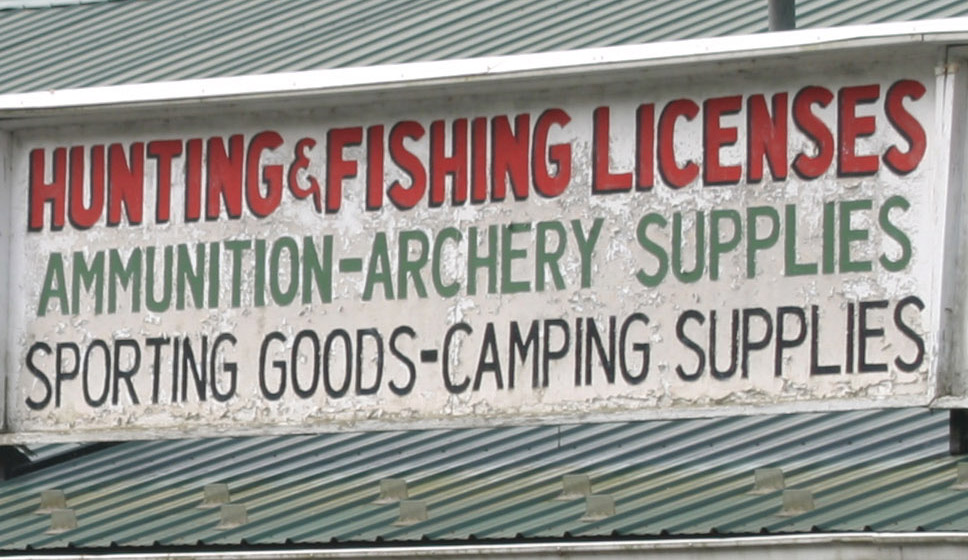 HUNTING & FISHING LICENSES
AMMUNITION-ARCHERY SUPPLIES
SPORTING GOODS-CAMPING SUPPLIES